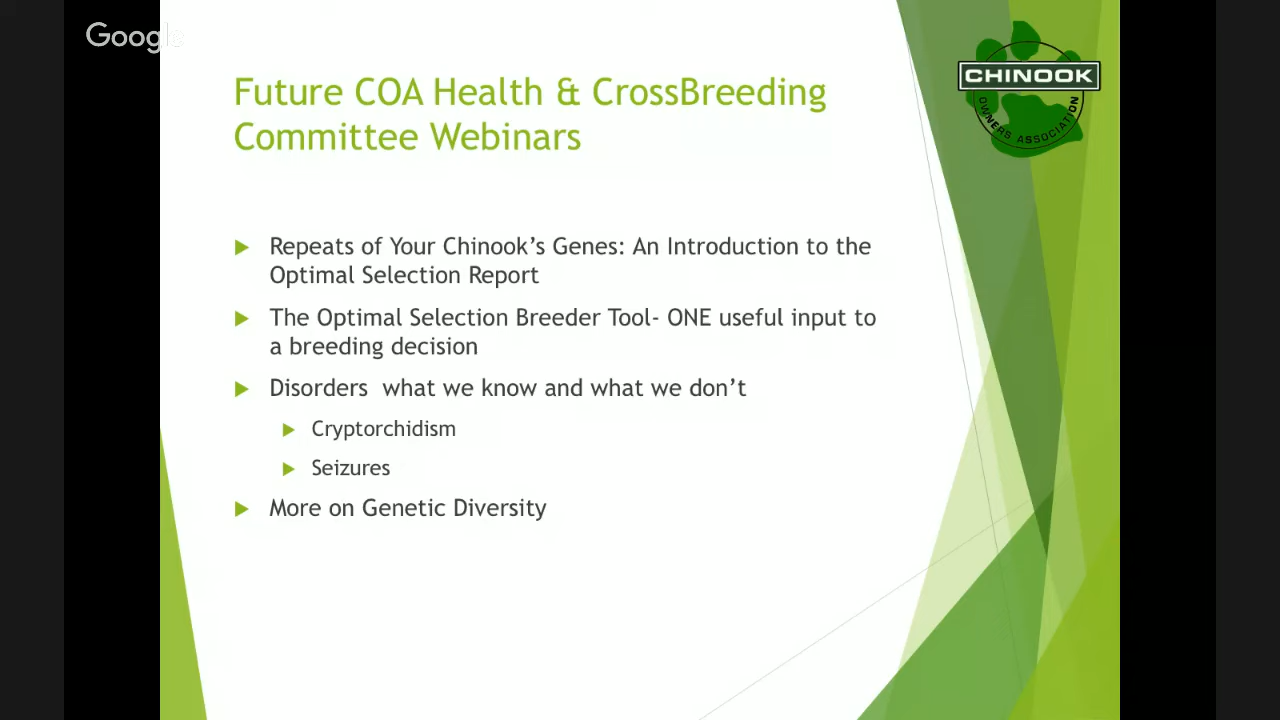 Google
Future COA Health & CrossBreeding
Committee Webinars
CHINOOK
OWNERS ASSOCIATION
Repeats of Your Chinook’s Genes: An Introduction to the
Optimal Selection Report
The Optimal Selection Breeder Tool- ONE useful input to
a breeding decision
Disorders  what we know and what we don’t
Cryptorchidism
Seizures
More on Genetic Diversity